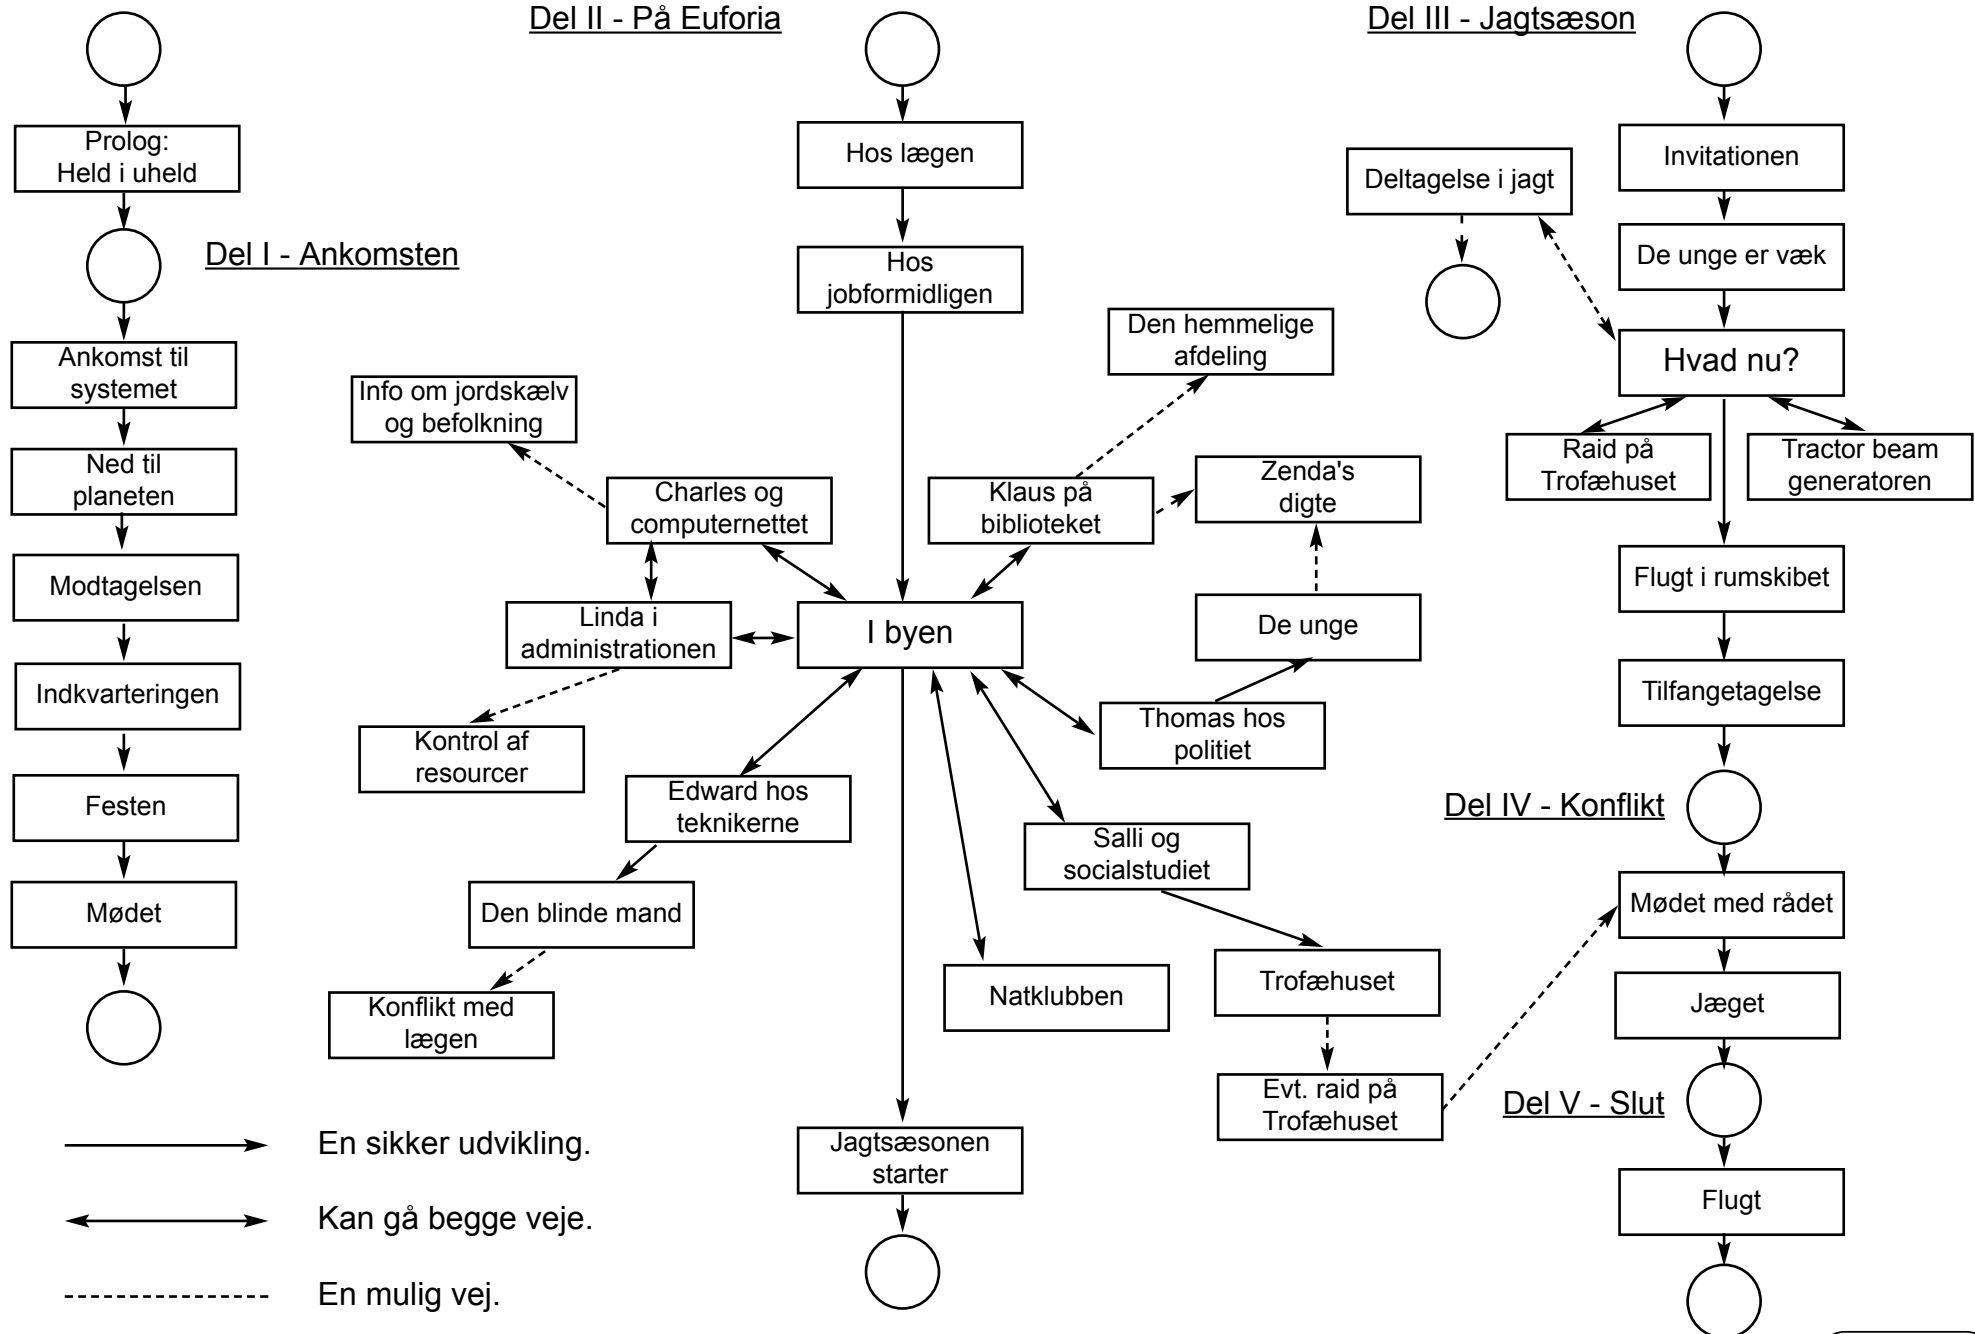 Del II - På Euforia
Del III - Jagtsæson
Prolog:
Held i uheld
Del I - Ankomsten
Ankomst til
systemet
Ned til
planeten
Modtagelsen
Indkvarteringen
Festen
Mødet
Hos lægen
Hos
jobformidligen
Den hemmelige
afdeling
Info om jordskælv
og befolkning
Charles og
computernettet
Klaus på
biblioteket
Zenda's
digte
Linda i
administrationen
I byen
De unge
Kontrol af
resourcer
Thomas hos
politiet
Edward hos
teknikerne
Salli og
socialstudiet
Den blinde mand
Natklubben
Trofæhuset
Konflikt med
lægen
Evt. raid på
Trofæhuset
Jagtsæsonen
starter
Invitationen
Deltagelse i jagt
De unge er væk
Hvad nu?
Raid på
Trofæhuset
Tractor beam
generatoren
Flugt i rumskibet
Tilfangetagelse
Del IV - Konflikt
Mødet med rådet
Jæget
Del V - Slut
Flugt
En sikker udvikling.
Kan gå begge veje.
En mulig vej.